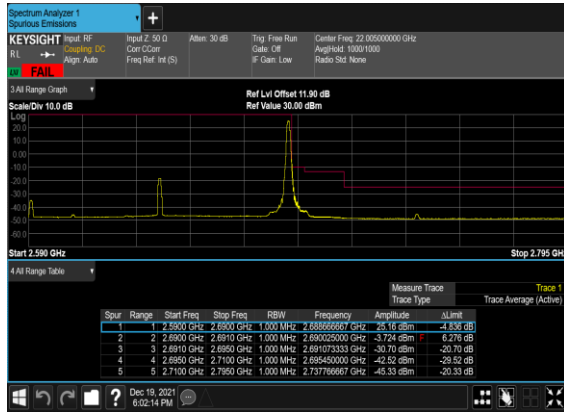 Spectrum Analyzer 1
Spurious Emissions
+
KEYSIGHT Input: RF Input Z: 50 Ω Atten: 30 dB Trig: Free Run Center Freq: 22.005000000 GHz
RL Coupling: DC Corr CCorr Gate: Off Avg|Hold: 1000/1000
Align: Auto Freq Ref: Int (S) IF Gain: Low Radio Std: None
FAIL
3 All Range Graph
Ref Lvl Offset 11.90 dB
Scale/Div 10.0 dB Ref Value 30.00 dBm
Log
20.0
10.0
0.00
-10.0
-20.0
-30.0
-40.0
-50.0
-60.0
Start 2.590 GHz Stop 2.795 GH
4 All Range Table
Measure Trace Trace 1
Trace Type Trace Average (Active)
Spur Range Start Freq Stop Freq RBW Frequency Amplitude ΔLimit
1 1 2.5900 GHz 2.6900 GHz 1.000 MHz 2.688666667 GHz 25.16 dBm -4.836 dB
2 2 2.6900 GHz 2.6910 GHz 1.000 MHz 2.690025000 GHz -3.724 dBm F 6.276 dB
3 3 2.6910 GHz 2.6950 GHz 1.000 MHz 2.691073333 GHz -30.70 dBm -20.70 dB
4 4 2.6950 GHz 2.7100 GHz 1.000 MHz 2.695450000 GHz -42.52 dBm -29.52 dB
5 5 2.7100 GHz 2.7950 GHz 1.000 MHz 2.737766667 GHz -45.33 dBm -20.33 dB
? Dec 19, 2021
6:02:14 PM